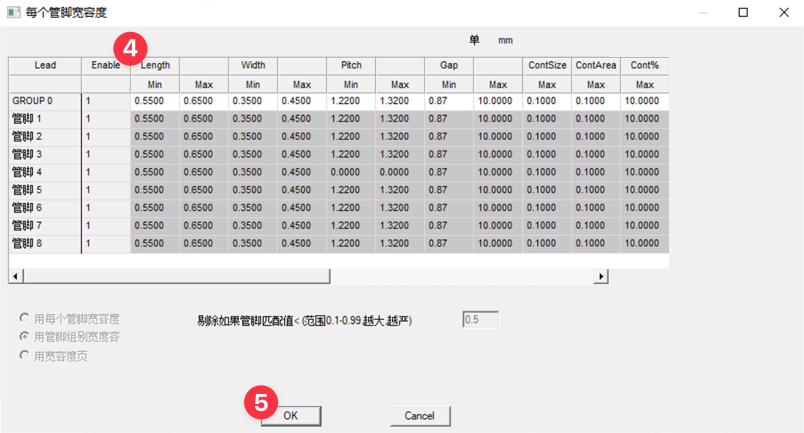 每个管脚宽容度
单 mm
4
Lead Enable Length Width Pitch Gap ContSize ContArea Cont%
Min Max Min Max Min Max Min Max Max Max Max
GROUP 0 1 0.5500 0.6500 0.3500 0.4500 1.2200 1.3200 0.87 10.0000 0.1000 0.1000 10.0000
管脚 1 1 0.5500 0.6500 0.3500 0.4500 1.2200 1.3200 0.87 10.0000 0.1000 0.1000 10.0000
管脚 2 1 0.5500 0.6500 0.3500 0.4500 1.2200 1.3200 0.87 10.0000 0.1000 0.1000 10.0000
管脚 3 1 0.5500 0.6500 0.3500 0.4500 1.2200 1.3200 0.87 10.0000 0.1000 0.1000 10.0000
管脚 4 1 0.5500 0.6500 0.3500 0.4500 0.0000 0.0000 0.87 10.0000 0.1000 0.1000 10.0000
管脚 5 1 0.5500 0.6500 0.3500 0.4500 1.2200 1.3200 0.87 10.0000 0.1000 0.1000 10.0000
管脚 6 1 0.5500 0.6500 0.3500 0.4500 1.2200 1.3200 0.87 10.0000 0.1000 0.1000 10.0000
管脚 7 1 0.5500 0.6500 0.3500 0.4500 1.2200 1.3200 0.87 10.0000 0.1000 0.1000 10.0000
管脚 8 1 0.5500 0.6500 0.3500 0.4500 1.2200 1.3200 0.87 10.0000 0.1000 0.1000 10.0000
用每个管脚宽容度
剔除如果管脚匹配值< (范围0.1-0.99.越大,越严) 0.5
用管脚组别宽度容
用宽容度页
5
OK Cancel